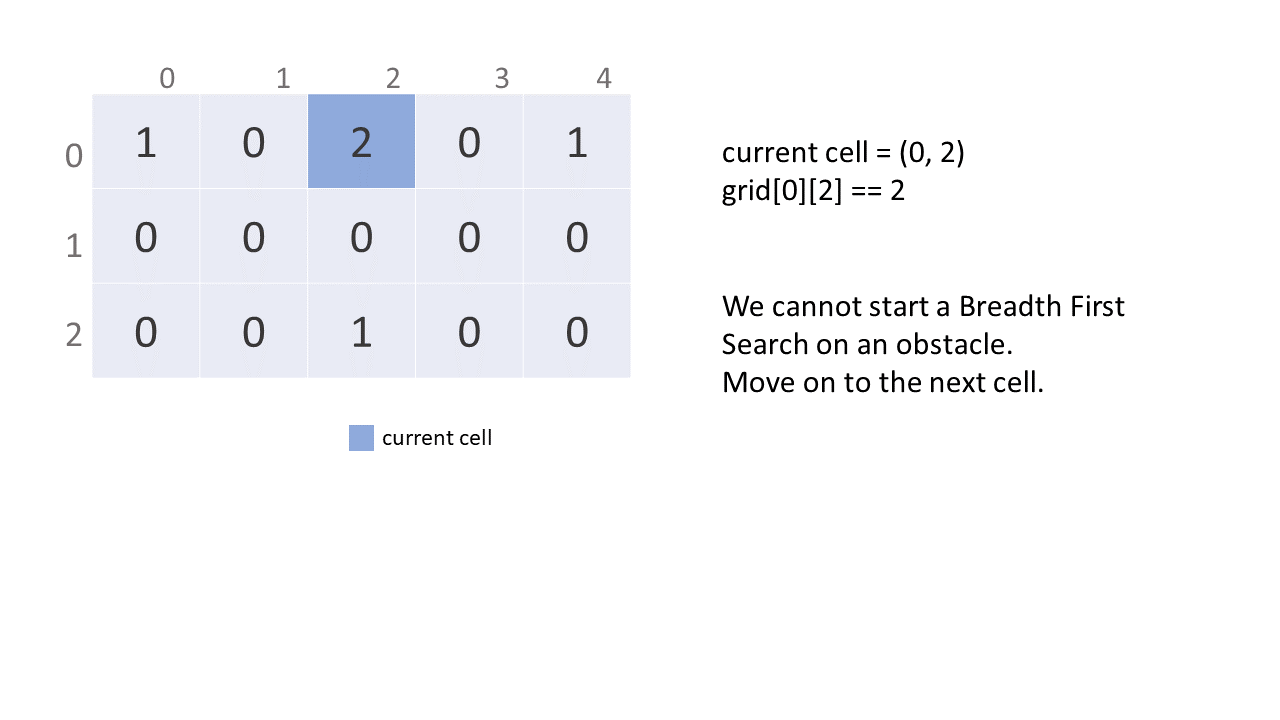 0 1 2 3 4
0 1 0 2 0 1
1 0 0 0 0 0
2 0 0 1 0 0
current cell
current cell = (0, 2)
grid[0][2] == 2
We cannot start a Breadth First
Search on an obstacle.
Move on to the next cell.